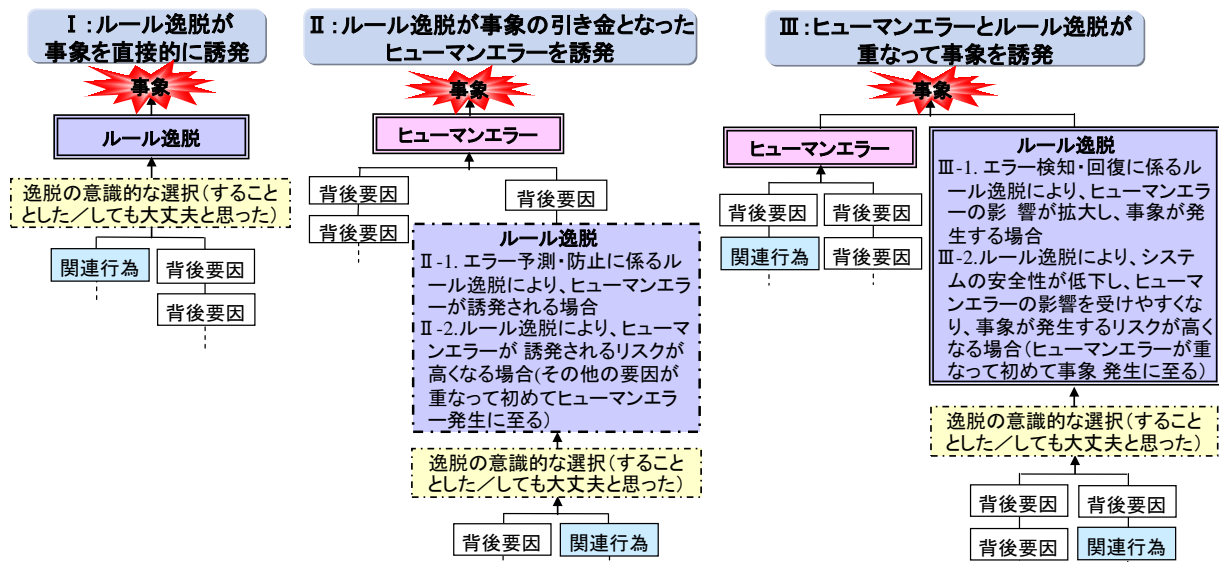 Ⅰ:ルール逸脱が
事象を直接的に誘発
事象
ルール逸脱
逸脱の意識的な選択(すること
とした/しても大丈夫と思った)
関連行為
背後要因
背後要因
Ⅱ:ルール逸脱が事象の引き金となった
ヒューマンエラーを誘発
事象
ヒューマンエラー
背後要因
背後要因
背後要因
ルール逸脱
Ⅱ-1. エラー予測・防止に係るル
ール逸脱により、ヒューマンエラ
ーが誘発される場合
Ⅱ-2.ルール逸脱により、ヒューマ
ンエラーが 誘発されるリスクが
高くなる場合(その他の要因が
重なって初めてヒューマンエラ
ー発生に至る)
逸脱の意識的な選択(すること
とした/しても大丈夫と思った)
背後要因
関連行為
Ⅲ:ヒューマンエラーとルール逸脱が
重なって事象を誘発
事象
ヒューマンエラー
背後要因
背後要因
関連行為
背後要因
ルール逸脱
Ⅲ-1. エラー検知・回復に係るル
ール逸脱により、ヒューマンエラ
ーの影 響が拡大し、事象が発
生する場合
Ⅲ-2.ルール逸脱により、システ
ムの安全性が低下し、ヒューマ
ンエラーの影響を受けやすくな
り、事象が発生するリスクが高く
なる場合(ヒューマンエラーが重
なって初めて事象 発生に至る)
逸脱の意識的な選択(すること
とした/しても大丈夫と思った)
背後要因
背後要因
背後要因
関連行為